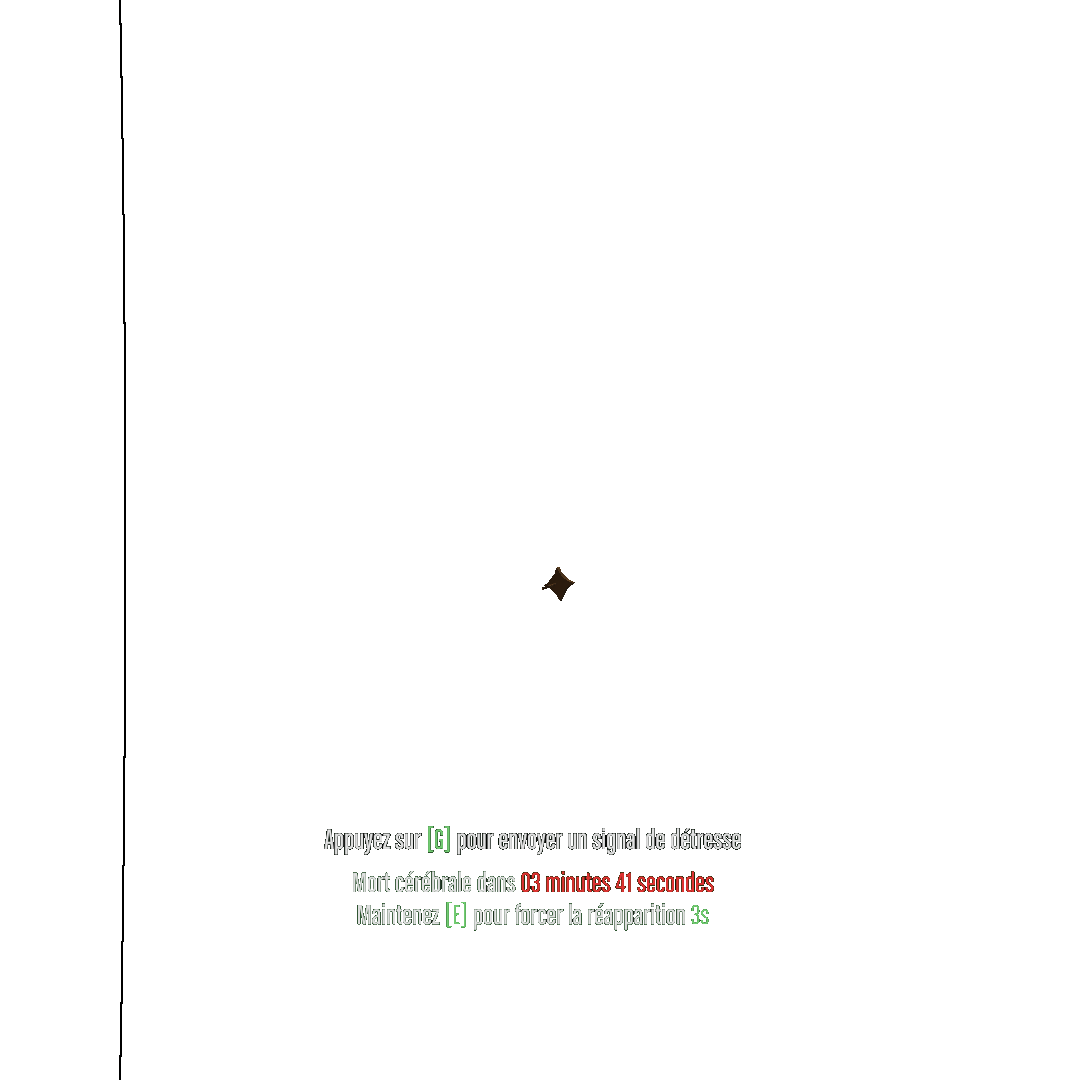 Appuyez sur [G] pour envoyer un signal de détresse
Mort cérébrale dans 03 minutes 41 secondes
Maintenez [E] pour forcer la réapparition 3s